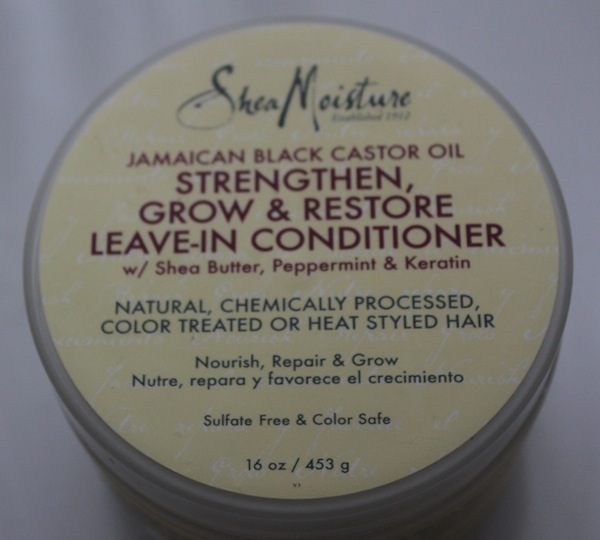 SheaMoisture
Established 1912
JAMAICAN BLACK CASTOR OIL
STRENGTHEN,
GROW & RESTORE
LEAVE-IN CONDITIONER
w/ Shea Butter, Peppermint & Keratin
NATURAL, CHEMICALLY PROCESSED,
COLOR TREATED OR HEAT STYLED HAIR
Nourish, Repair & Grow
Nutre, repara y favorece el crecimiento
Sulfate Free & Color Safe
16 oz / 453 g